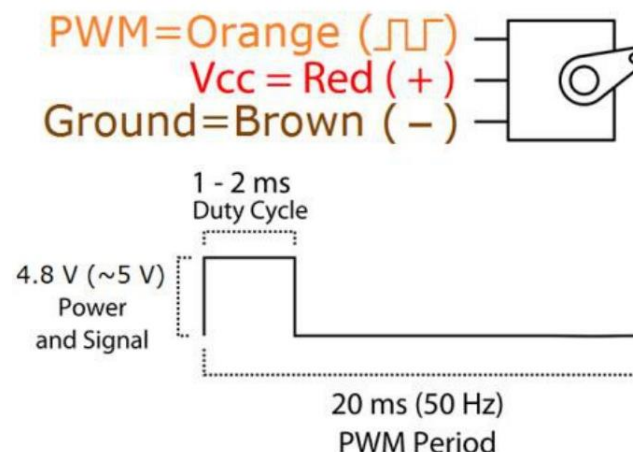 PWM=Orange (⎍⎍)
Vcc = Red ( + )
Ground=Brown ( − )
1 - 2 ms
Duty Cycle
4.8 V (~5 V)
Power
and Signal
20 ms (50 Hz)
PWM Period